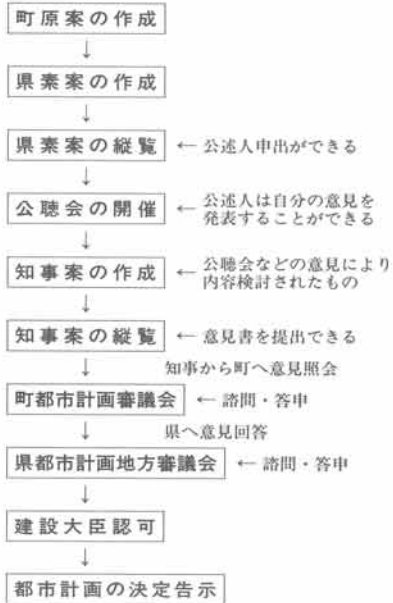 町原案の作成
↓
県素案の作成
↓
県素案の縦覧 ← 公述人申出ができる
↓
公聴会の開催 ← 公述人は自分の意見を
発表することができる
↓
知事案の作成 ← 公聴会などの意見により
内容検討されたもの
↓
知事案の縦覧 ← 意見書を提出できる
↓ 知事から町へ意見照会
町都市計画審議会 ← 諮問・答申
↓ 県へ意見回答
県都市計画地方審議会 ← 諮問・答申
↓
建設大臣認可
↓
都市計画の決定告示